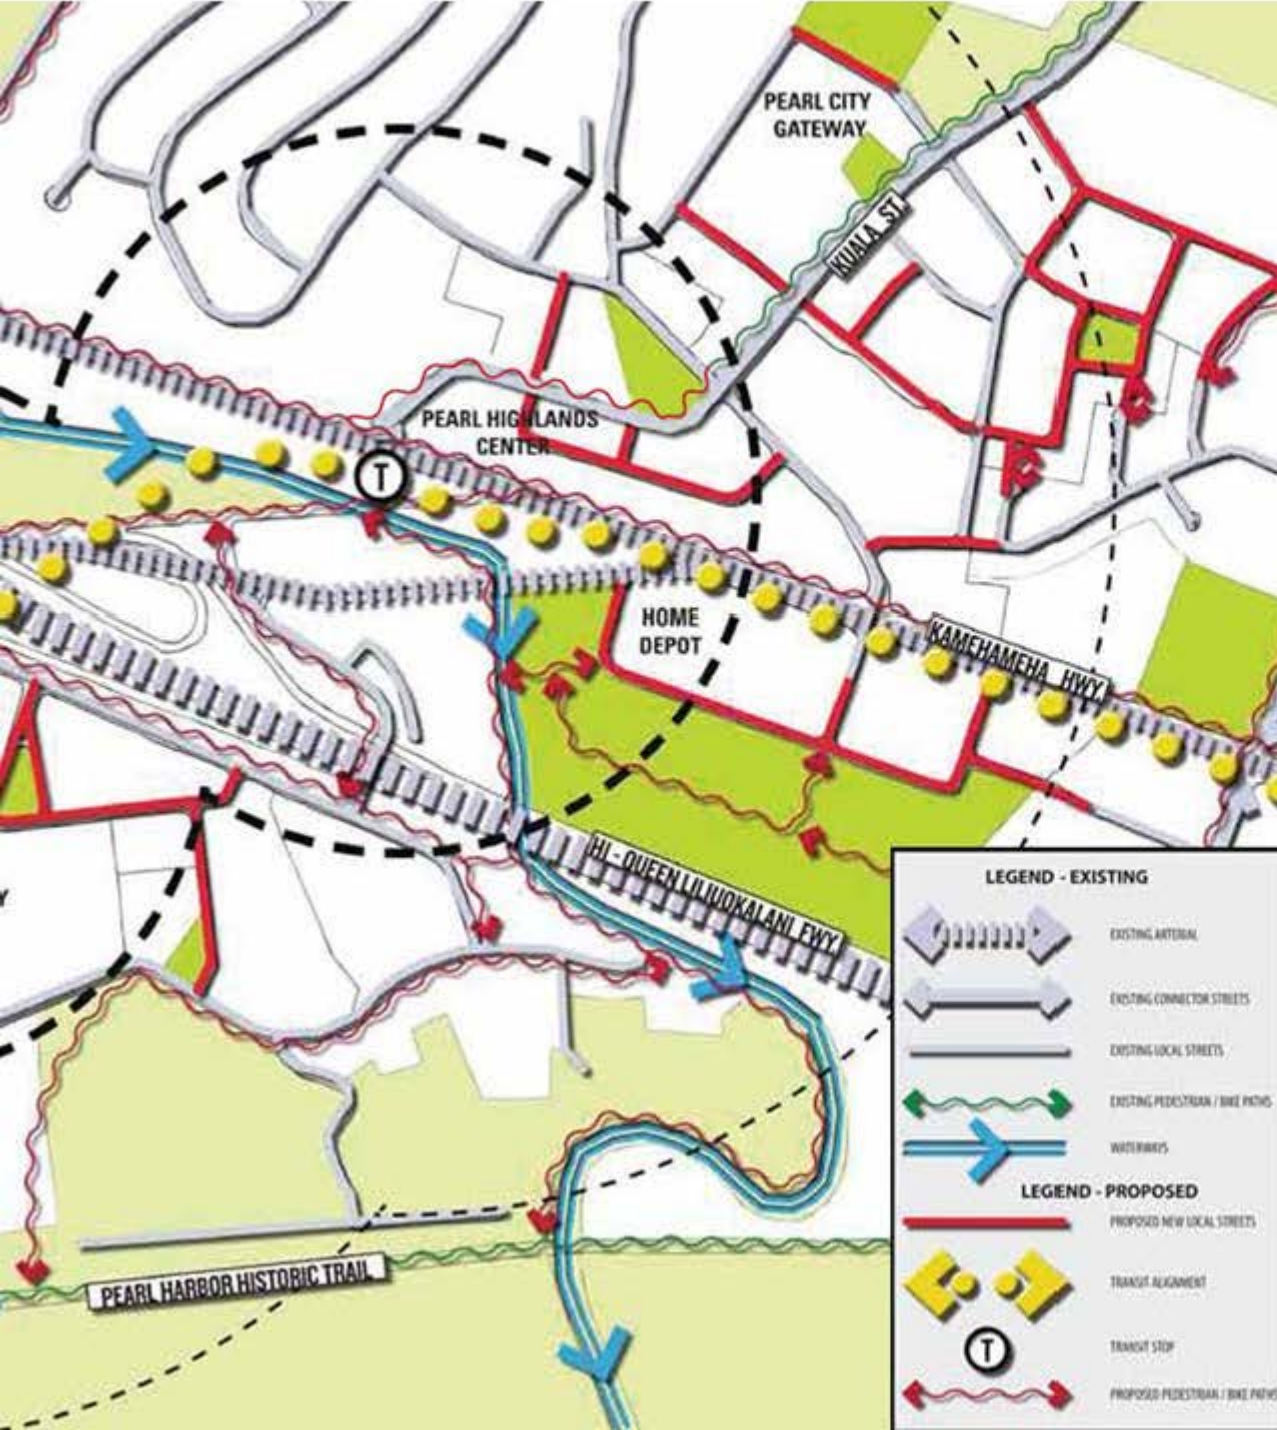 PEARL CITY
GATEWAY
KUALA ST.
PEARL HIGHLANDS
CENTER
T
HOME
DEPOT
KAMEHAMEHA HWY.
HI - QUEEN LILIUOKALANI FWY.
Y
PEARL HARBOR HISTORIC TRAIL
LEGEND - EXISTING
EXISTING ARTERIAL
EXISTING CONNECTOR STREETS
EXISTING LOCAL STREETS
EXISTING PEDESTRIAN / BIKE PATHS
WATERWAYS
LEGEND - PROPOSED
PROPOSED NEW LOCAL STREETS
TRANSIT ALIGNMENT
T
TRANSIT STOP
PROPOSED PEDESTRIAN / BIKE PATHS